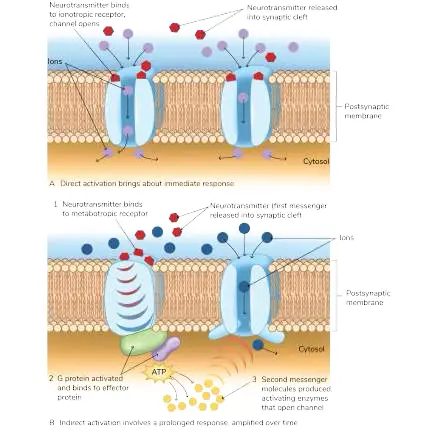 Neurotransmitter binds
to ionotropic receptor,
channel opens
Neurotransmitter released
into synaptic cleft
Ions
Postsynaptic
membrane
Cytosol
A Direct activation brings about immediate response
1 Neurotransmitter binds
to metabotropic receptor
Neurotransmitter (first messenger
released into synaptic cleft
Ions
Postsynaptic
membrane
Cytosol
ATP
2 G protein activated
and binds to effector
protein
3 Second messenger
molecules produced,
activating enzymes
that open channel
B Indirect activation involves a prolonged response amplified over time